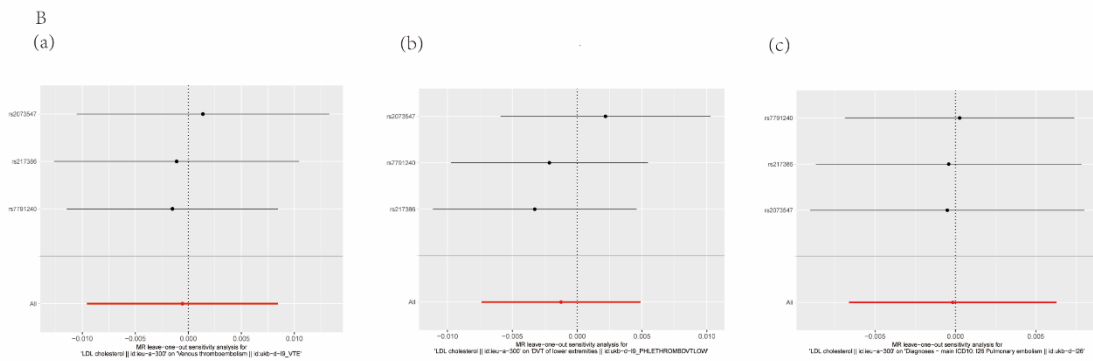 B
(a)
(b)
(c)
rs2073547
rs217386
rs7791240
All
−0.010 −0.005 0.000 0.005 0.010
MR leave−one−out sensitivity analysis for
'LDL cholesterol || id:ieu−a−300' on 'Venous thromboembolism || id:ukb−d−I9_VTE'
rs2073547
rs7791240
rs217386
All
−0.010 −0.005 0.000 0.005 0.010
MR leave−one−out sensitivity analysis for
'LDL cholesterol || id:ieu−a−300' on 'DVT of lower extremities || id:ukb−d−I9_PHLETHROMBDVTLOW'
rs7791240
rs217386
rs2073547
All
−0.005 0.000 0.005
MR leave−one−out sensitivity analysis for
'LDL cholesterol || id:ieu−a−300' on 'Diagnoses − main ICD10: I26 Pulmonary embolism || id:ukb−d−I26'